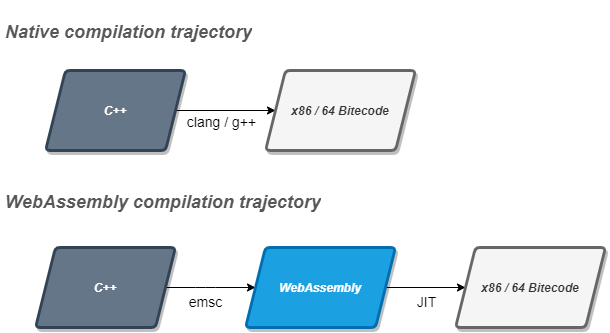 Native compilation trajectory
C++
clang / g++
x86 / 64 Bitecode
WebAssembly compilation trajectory
C++
emsc
WebAssembly
JIT
x86 / 64 Bitecode